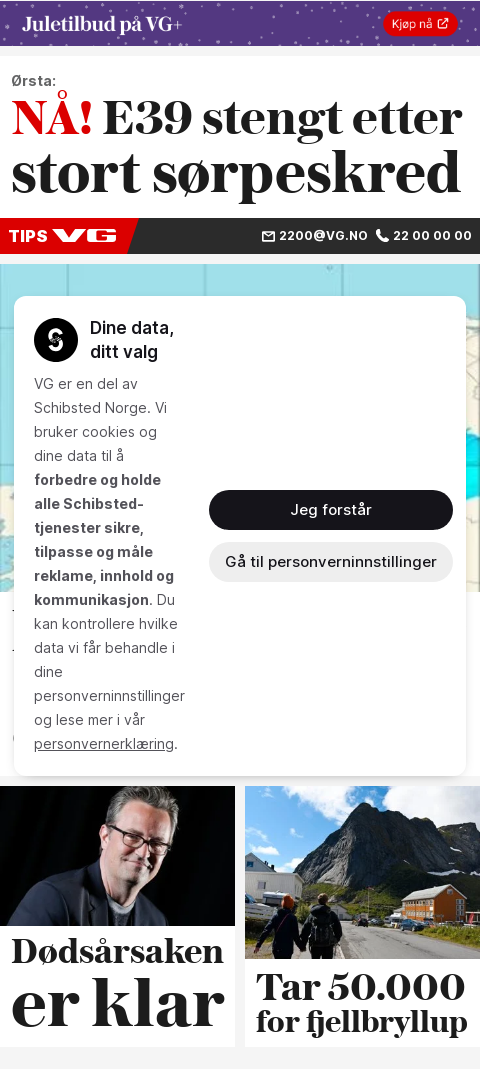 Juletilbud på VG+
Kjøp nå
Ørsta:
NÅ! E39 stengt etter
stort sørpeskred
TIPS VG
2200@VG.NO
22 00 00 00
Dine data,
ditt valg
VG er en del av
Schibsted Norge. Vi
bruker cookies og
dine data til å
forbedre og holde
alle Schibsted-
tjenester sikre,
tilpasse og måle
reklame, innhold og
kommunikasjon. Du
kan kontrollere hvilke
data vi får behandle i
dine
personverninnstillinger
og lese mer i vår
personvernerklæring.
Jeg forstår
Gå til personverninnstillinger
Dødsårsaken
er klar
Tar 50.000
for fjellbryllup